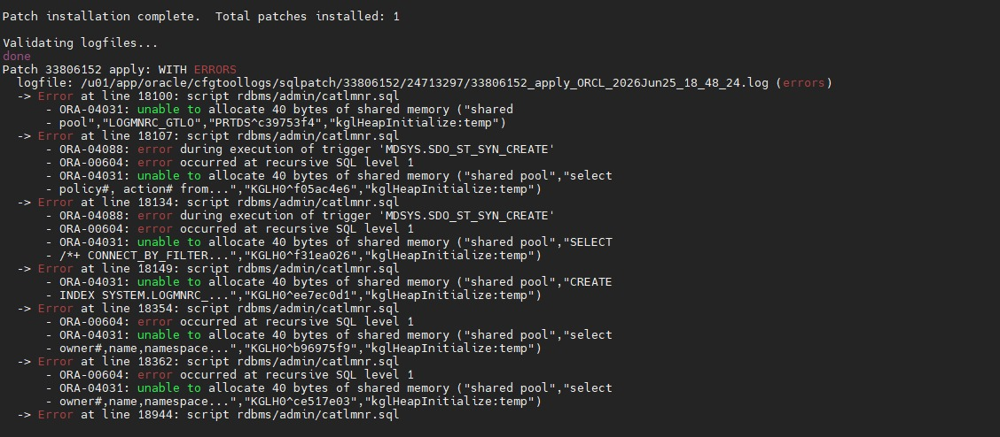 Patch installation complete.  Total patches installed: 1
Validating logfiles...
done
Patch 33806152 apply: WITH ERRORS
logfile: /u01/app/oracle/cfgtoollogs/sqlpatch/33806152/24713297/33806152_apply_ORCL_2026Jun25_18_48_24.log (errors)
-> Error at line 18100: script rdbms/admin/catlmnr.sql
- ORA-04031: unable to allocate 40 bytes of shared memory ("shared
- pool","LOGMNRC_GTLO","PRTDS^c39753f4","kglHeapInitialize:temp")
-> Error at line 18107: script rdbms/admin/catlmnr.sql
- ORA-04088: error during execution of trigger 'MDSYS.SDO_ST_SYN_CREATE'
- ORA-00604: error occurred at recursive SQL level 1
- ORA-04031: unable to allocate 40 bytes of shared memory ("shared pool","select
- policy#, action# from...","KGLH0^f05ac4e6","kglHeapInitialize:temp")
-> Error at line 18134: script rdbms/admin/catlmnr.sql
- ORA-04088: error during execution of trigger 'MDSYS.SDO_ST_SYN_CREATE'
- ORA-00604: error occurred at recursive SQL level 1
- ORA-04031: unable to allocate 40 bytes of shared memory ("shared pool","SELECT
- /*+ CONNECT_BY_FILTER...","KGLH0^f31ea026","kglHeapInitialize:temp")
-> Error at line 18149: script rdbms/admin/catlmnr.sql
- ORA-04031: unable to allocate 40 bytes of shared memory ("shared pool","CREATE
- INDEX SYSTEM.LOGMNRC_...","KGLH0^ee7ec0d1","kglHeapInitialize:temp")
-> Error at line 18354: script rdbms/admin/catlmnr.sql
- ORA-00604: error occurred at recursive SQL level 1
- ORA-04031: unable to allocate 40 bytes of shared memory ("shared pool","select
- owner#,name,namespace...","KGLH0^b96975f9","kglHeapInitialize:temp")
-> Error at line 18362: script rdbms/admin/catlmnr.sql
- ORA-00604: error occurred at recursive SQL level 1
- ORA-04031: unable to allocate 40 bytes of shared memory ("shared pool","select
- owner#,name,namespace...","KGLH0^ce517e03","kglHeapInitialize:temp")
-> Error at line 18944: script rdbms/admin/catlmnr.sql